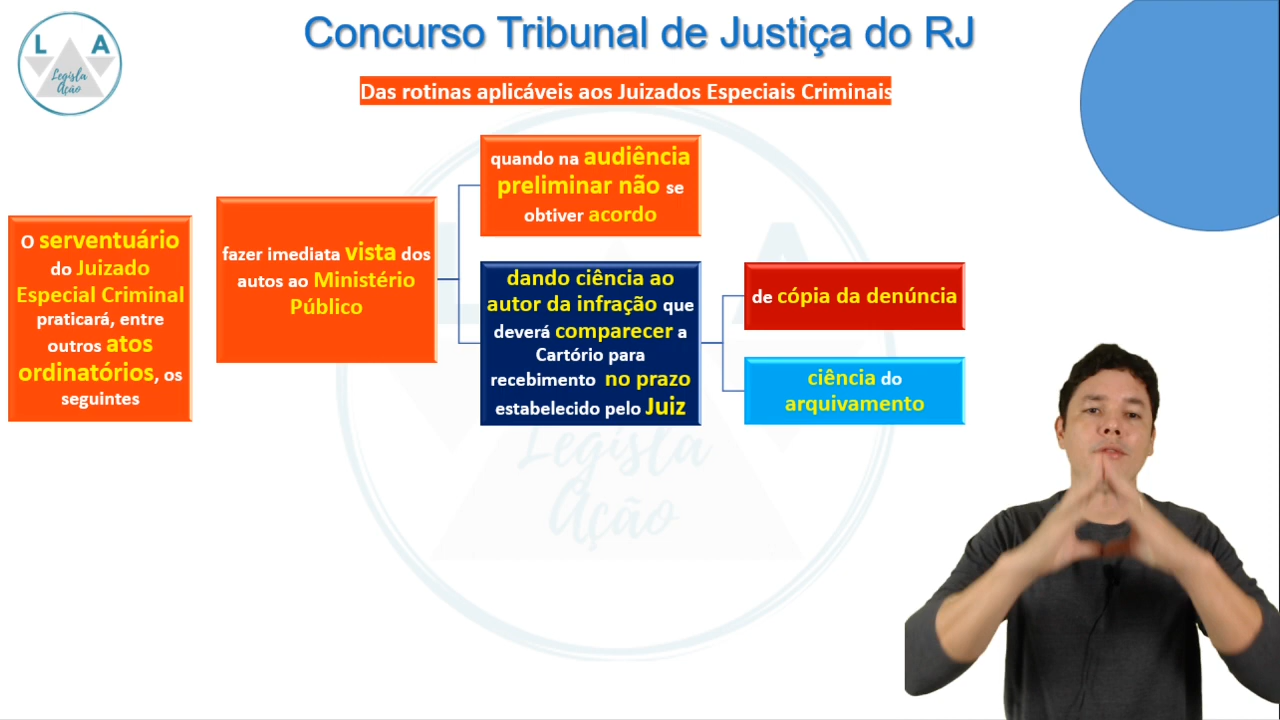 L A
Legisla
Ação
Concurso Tribunal de Justiça do RJ
Das rotinas aplicáveis aos Juizados Especiais Criminais
O serventuário
do Juizado
Especial Criminal
praticará, entre
outros atos
ordinatórios, os
seguintes
fazer imediata vista dos
autos ao Ministério
Público
quando na audiência
preliminar não se
obtiver acordo
dando ciência ao
autor da infração que
deverá comparecer a
Cartório para
recebimento no prazo
estabelecido pelo Juiz
de cópia da denúncia
ciência do
arquivamento
L A
Legisla
Ação